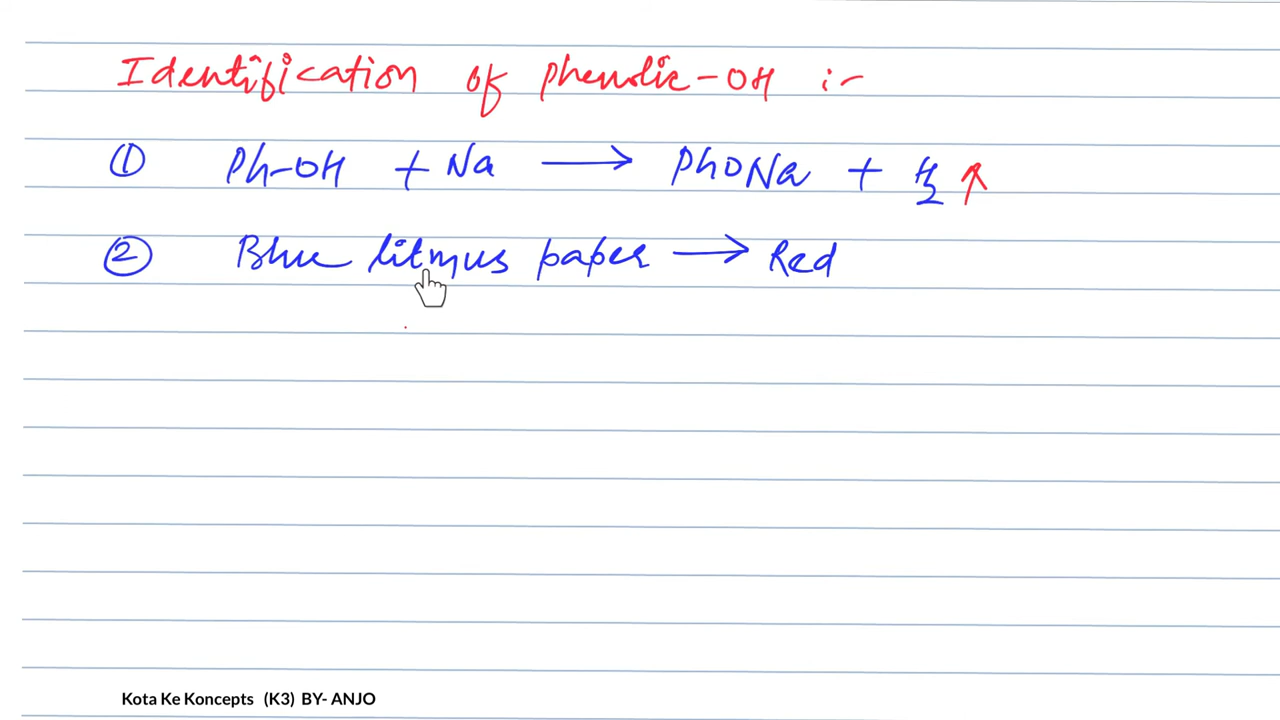 Identification of phenolic-OH :-
① Ph-OH + Na ⟶ PhONa + H₂ ↑
② Blue litmus paper ⟶ Red
Kota Ke Koncepts (K3) BY- ANJO